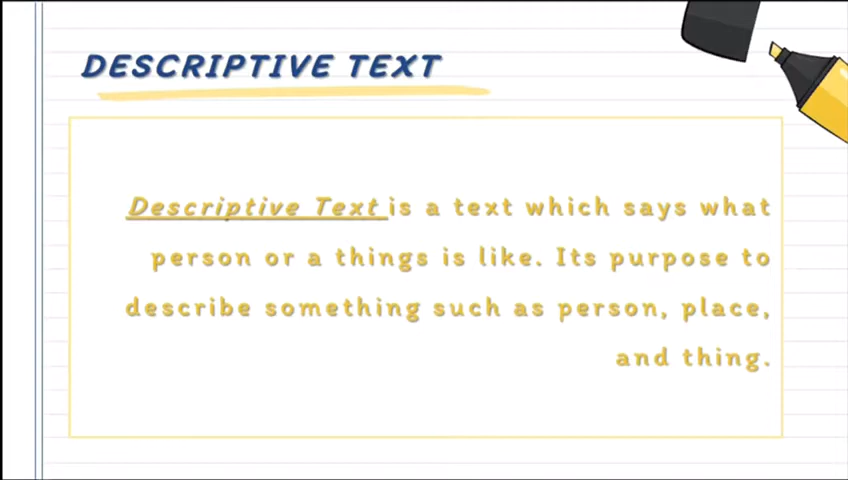 DESCRIPTIVE TEXT
Descriptive Text is a text which says what
person or a things is like. Its purpose to
describe something such as person, place,
and thing.